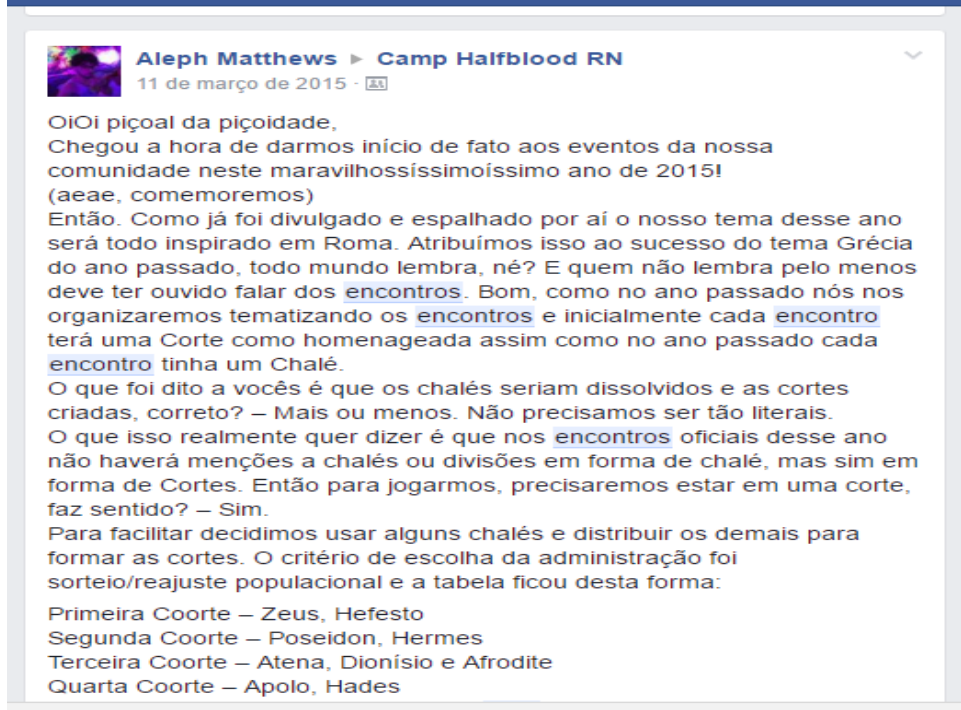 Aleph Matthews ▶ Camp Halfblood RN
11 de março de 2015 ·
OiOi piçoal da piçoidade,
Chegou a hora de darmos início de fato aos eventos da nossa
comunidade neste maravilhossíssimoíssimo ano de 2015!
(aeae, comemoremos)
Então. Como já foi divulgado e espalhado por aí o nosso tema desse ano
será todo inspirado em Roma. Atribuímos isso ao sucesso do tema Grécia
do ano passado, todo mundo lembra, né? E quem não lembra pelo menos
deve ter ouvido falar dos encontros. Bom, como no ano passado nós nos
organizaremos tematizando os encontros e inicialmente cada encontro
terá uma Corte como homenageada assim como no ano passado cada
encontro tinha um Chalé.
O que foi dito a vocês é que os chalés seriam dissolvidos e as cortes
criadas, correto? – Mais ou menos. Não precisamos ser tão literais.
O que isso realmente quer dizer é que nos encontros oficiais desse ano
não haverá menções a chalés ou divisões em forma de chalé, mas sim em
forma de Cortes. Então para jogarmos, precisaremos estar em uma corte,
faz sentido? – Sim.
Para facilitar decidimos usar alguns chalés e distribuir os demais para
formar as cortes. O critério de escolha da administração foi
sorteio/reajuste populacional e a tabela ficou desta forma:
Primeira Coorte – Zeus, Hefesto
Segunda Coorte – Poseidon, Hermes
Terceira Coorte – Atena, Dionísio e Afrodite
Quarta Coorte – Apolo, Hades